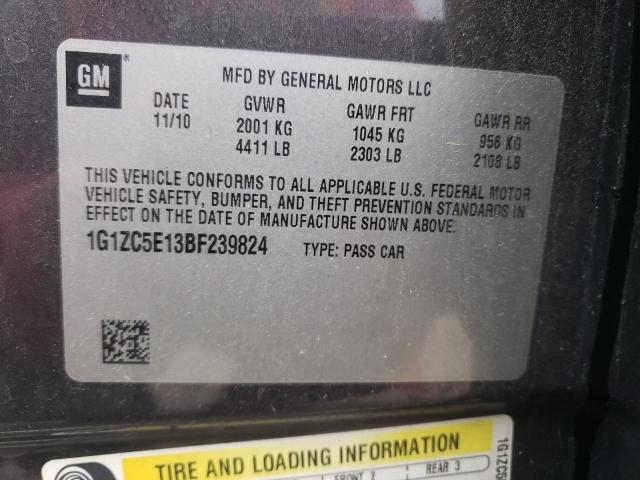 GM ®
MFD BY GENERAL MOTORS LLC
DATE GVWR GAWR FRT GAWR RR
11/10 2001 KG 1045 KG 956 KG
4411 LB 2303 LB 2108 LB
THIS VEHICLE CONFORMS TO ALL APPLICABLE U.S. FEDERAL MOTOR
VEHICLE SAFETY, BUMPER, AND THEFT PREVENTION STANDARDS IN
EFFECT ON THE DATE OF MANUFACTURE SHOWN ABOVE.
1G1ZC5E13BF239824 TYPE: PASS CAR
TIRE AND LOADING INFORMATION
FRONT 2 REAR 3
1G1ZC5